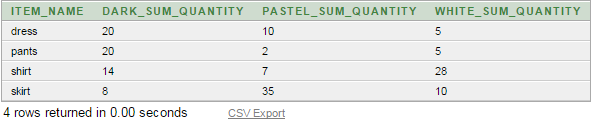 ITEM_NAME DARK_SUM_QUANTITY PASTEL_SUM_QUANTITY WHITE_SUM_QUANTITY
dress 20 10 5
pants 20 2 5
shirt 14 7 28
skirt 8 35 10
4 rows returned in 0.00 seconds CSV Export